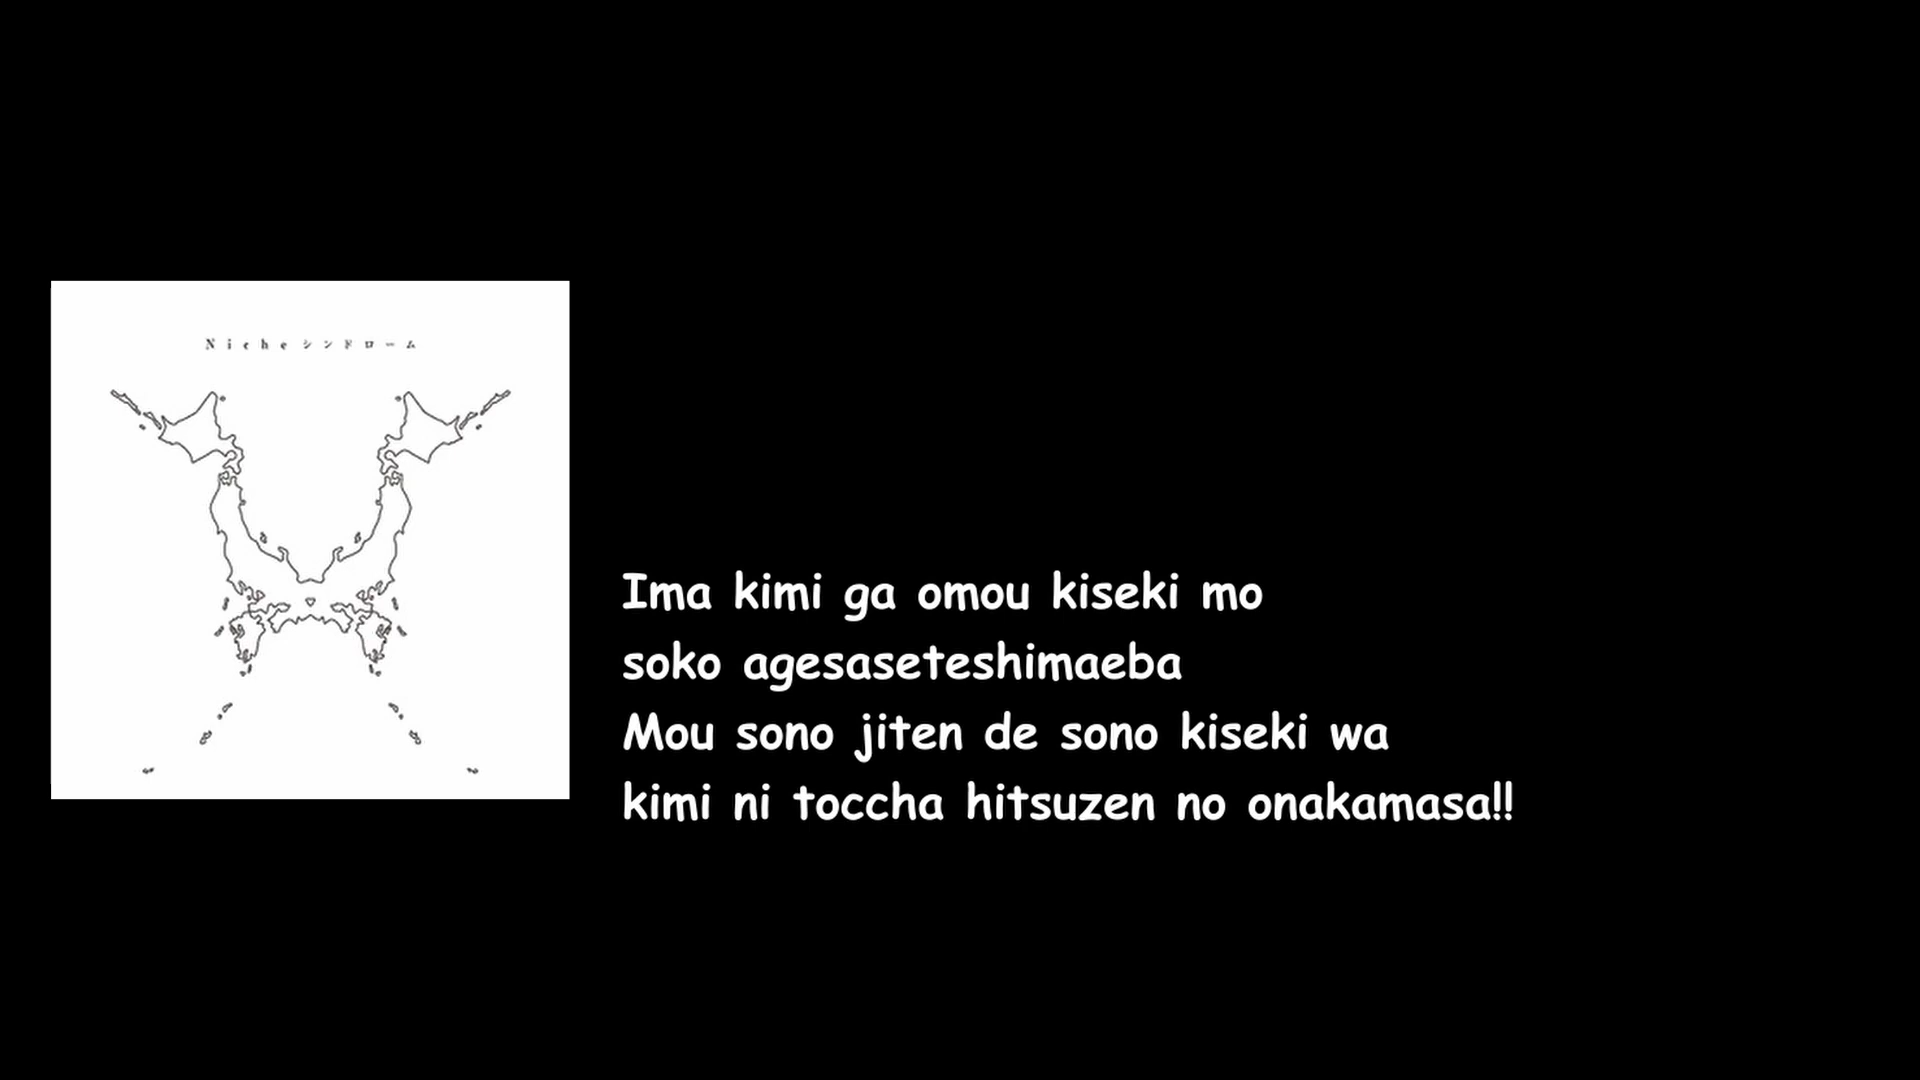 Niche シンドローム
Ima kimi ga omou kiseki mo
soko agesaseteshimaeba
Mou sono jiten de sono kiseki wa
kimi ni toccha hitsuzen no onakamasa!!